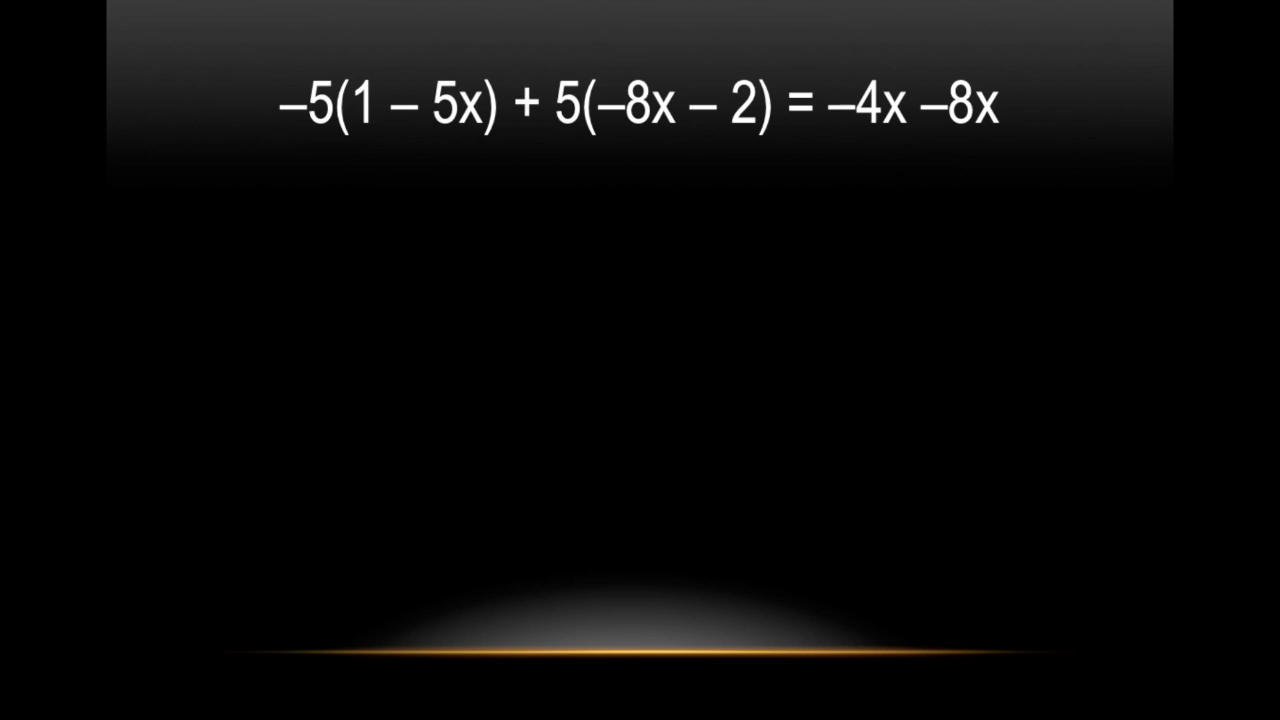 –5(1 – 5x) + 5(–8x – 2) = –4x –8x